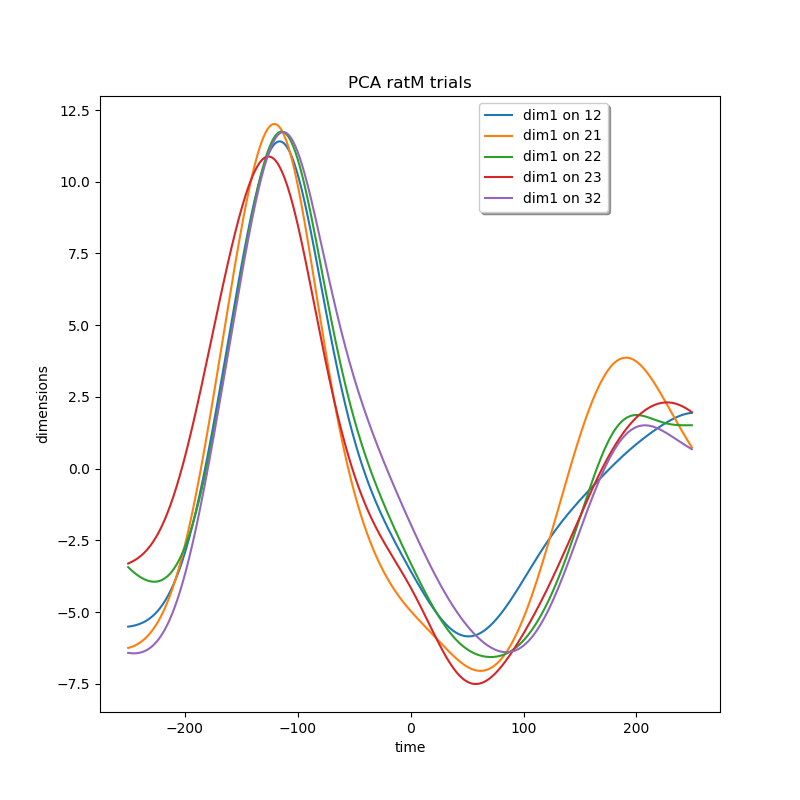 PCA ratM trials
dim1 on 12
dim1 on 21
dim1 on 22
dim1 on 23
dim1 on 32
12.5
10.0
7.5
5.0
2.5
0.0
−2.5
−5.0
−7.5
dimensions
−200
−100
0
100
200
time